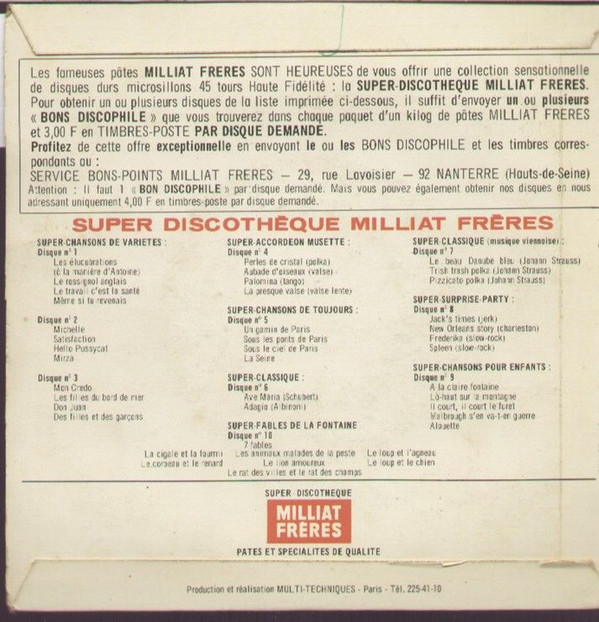 Les fameuses pâtes MILLIAT FRERES SONT HEUREUSES de vous offrir une collection sensationnelle
de disques durs microsillons 45 tours Haute Fidélité : la SUPER-DISCOTHEQUE MILLIAT FRERES.
Pour obtenir un ou plusieurs disques de la liste imprimée ci-dessous, il suffit d'envoyer un ou plusieurs
« BONS DISCOPHILE » que vous trouverez dans chaque paquet d'un kilog de pâtes MILLIAT FRERES
et 3,00 F en TIMBRES-POSTE PAR DISQUE DEMANDÉ.
Profitez de cette offre exceptionnelle en envoyant le ou les BONS DISCOPHILE et les timbres corres-
pondants au :
SERVICE BONS-POINTS MILLIAT FRERES – 29, rue Lavoisier – 92 NANTERRE (Hauts-de-Seine)
Attention : Il faut 1 « BON DISCOPHILE » par disque demandé. Mais vous pouvez également obtenir nos disques en nous
adressant uniquement 4,00 F en timbres-poste par disque demandé.
SUPER DISCOTHÈQUE MILLIAT FRÈRES
SUPER-CHANSONS DE VARIETES :
Disque n° 1
Les élucubrations
(à la manière d'Antoine)
Le rossignol anglais
Le travail c'est la santé
Même si tu revenais
Disque n° 2
Michelle
Satisfaction
Hello Pussycat
Mirza
Disque n° 3
Mon Credo
Les filles du bord de mer
Don Juan
Des filles et des garçons
SUPER-ACCORDEON MUSETTE :
Disque n° 4
Perles de cristal (polka)
Aubade d'oiseaux (valse)
Palomina (tango)
La presque valse (valse lente)
SUPER-CHANSONS DE TOUJOURS :
Disque n° 5
Un gamin de Paris
Sous les ponts de Paris
Sous le ciel de Paris
La Seine
SUPER-CLASSIQUE :
Disque n° 6
Ave Maria (Schubert)
Adagio (Albinoni)
SUPER-CLASSIQUE (musique viennoise) :
Disque n° 7
Le beau Danube bleu (Johann Strauss)
Trish trash polka (Johann Strauss)
Pizzicato polka (Johann Strauss)
SUPER-SURPRISE-PARTY :
Disque n° 8
Jack's times (jerk)
New Orleans story (charleston)
Frederika (slow-rock)
Spleen (slow-rock)
SUPER-CHANSONS POUR ENFANTS :
Disque n° 9
A la claire fontaine
Là-haut sur la montagne
Il court, il court le furet
Malbrough s'en va-t-en guerre
Alouette
SUPER-FABLES DE LA FONTAINE
Disque n° 10
7 fables
La cigale et la fourmi Les animaux malades de la peste Le loup et l'agneau
Le corbeau et le renard Le lion amoureux Le loup et le chien
Le rat des villes et le rat des champs
SUPER DISCOTHEQUE
MILLIAT
FRÈRES
PATES ET SPECIALITES DE QUALITE
Production et réalisation MULTI-TECHNIQUES - Paris - Tél. 225-41-10